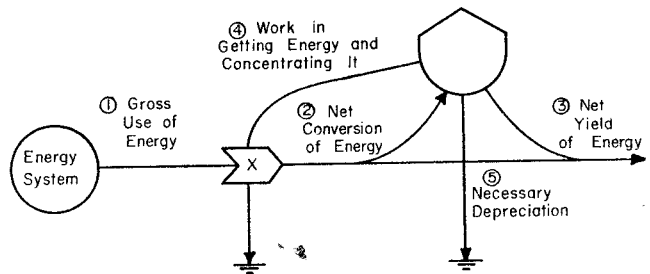 ④ Work in
Getting Energy and
Concentrating It
① Gross
Use of
Energy
② Net
Conversion
of Energy
③ Net
Yield
of Energy
Energy
System
X
⑤
Necessary
Depreciation